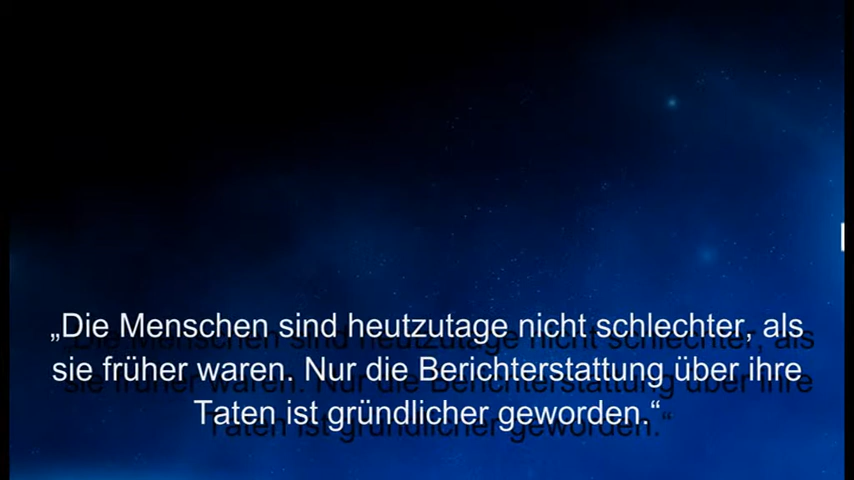 „Die Menschen sind heutzutage nicht schlechter, als
sie früher waren. Nur die Berichterstattung über ihre
Taten ist gründlicher geworden.“